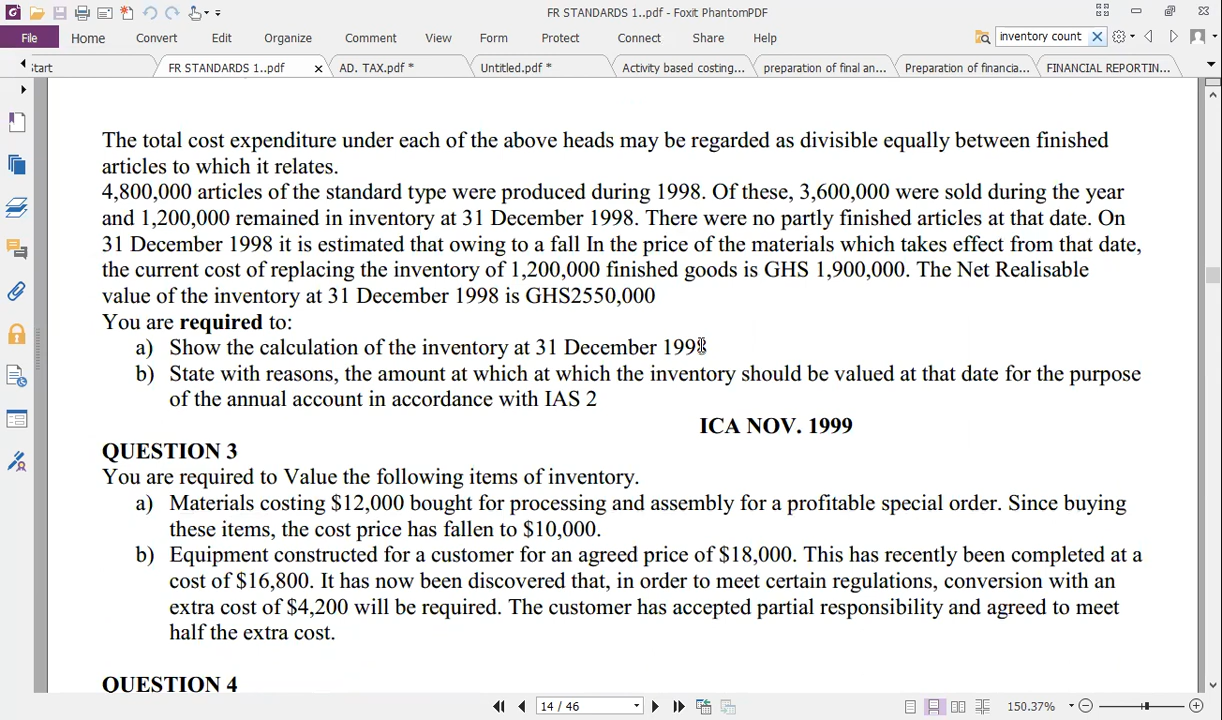 FR STANDARDS 1..pdf - Foxit PhantomPDF
File Home Convert Edit Organize Comment View Form Protect Connect Share Help inventory count
FR STANDARDS 1..pdf AD. TAX.pdf * Untitled.pdf * Activity based costing,... preparation of final an... Preparation of financia... FINANCIAL REPORTIN...
The total cost expenditure under each of the above heads may be regarded as divisible equally between finished
articles to which it relates.
4,800,000 articles of the standard type were produced during 1998. Of these, 3,600,000 were sold during the year
and 1,200,000 remained in inventory at 31 December 1998. There were no partly finished articles at that date. On
31 December 1998 it is estimated that owing to a fall In the price of the materials which takes effect from that date,
the current cost of replacing the inventory of 1,200,000 finished goods is GHS 1,900,000. The Net Realisable
value of the inventory at 31 December 1998 is GHS2550,000
You are required to:
a) Show the calculation of the inventory at 31 December 1998
b) State with reasons, the amount at which at which the inventory should be valued at that date for the purpose
of the annual account in accordance with IAS 2
ICA NOV. 1999
QUESTION 3
You are required to Value the following items of inventory.
a) Materials costing $12,000 bought for processing and assembly for a profitable special order. Since buying
these items, the cost price has fallen to $10,000.
b) Equipment constructed for a customer for an agreed price of $18,000. This has recently been completed at a
cost of $16,800. It has now been discovered that, in order to meet certain regulations, conversion with an
extra cost of $4,200 will be required. The customer has accepted partial responsibility and agreed to meet
half the extra cost.
QUESTION 4
14 / 46 150.37%